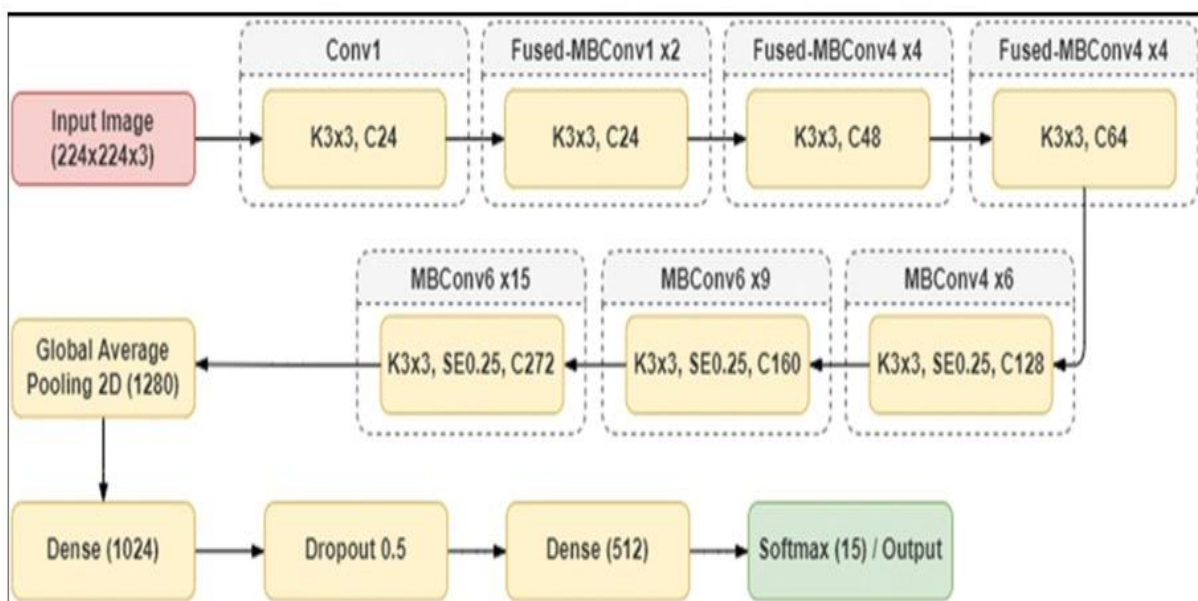 Conv1
Fused-MBConv1 x2
Fused-MBConv4 x4
Fused-MBConv4 x4
Input Image
(224x224x3)
K3x3, C24
K3x3, C24
K3x3, C48
K3x3, C64
MBConv6 x15
MBConv6 x9
MBConv4 x6
Global Average
Pooling 2D (1280)
K3x3, SE0.25, C272
K3x3, SE0.25, C160
K3x3, SE0.25, C128
Dense (1024)
Dropout 0.5
Dense (512)
Softmax (15) / Output